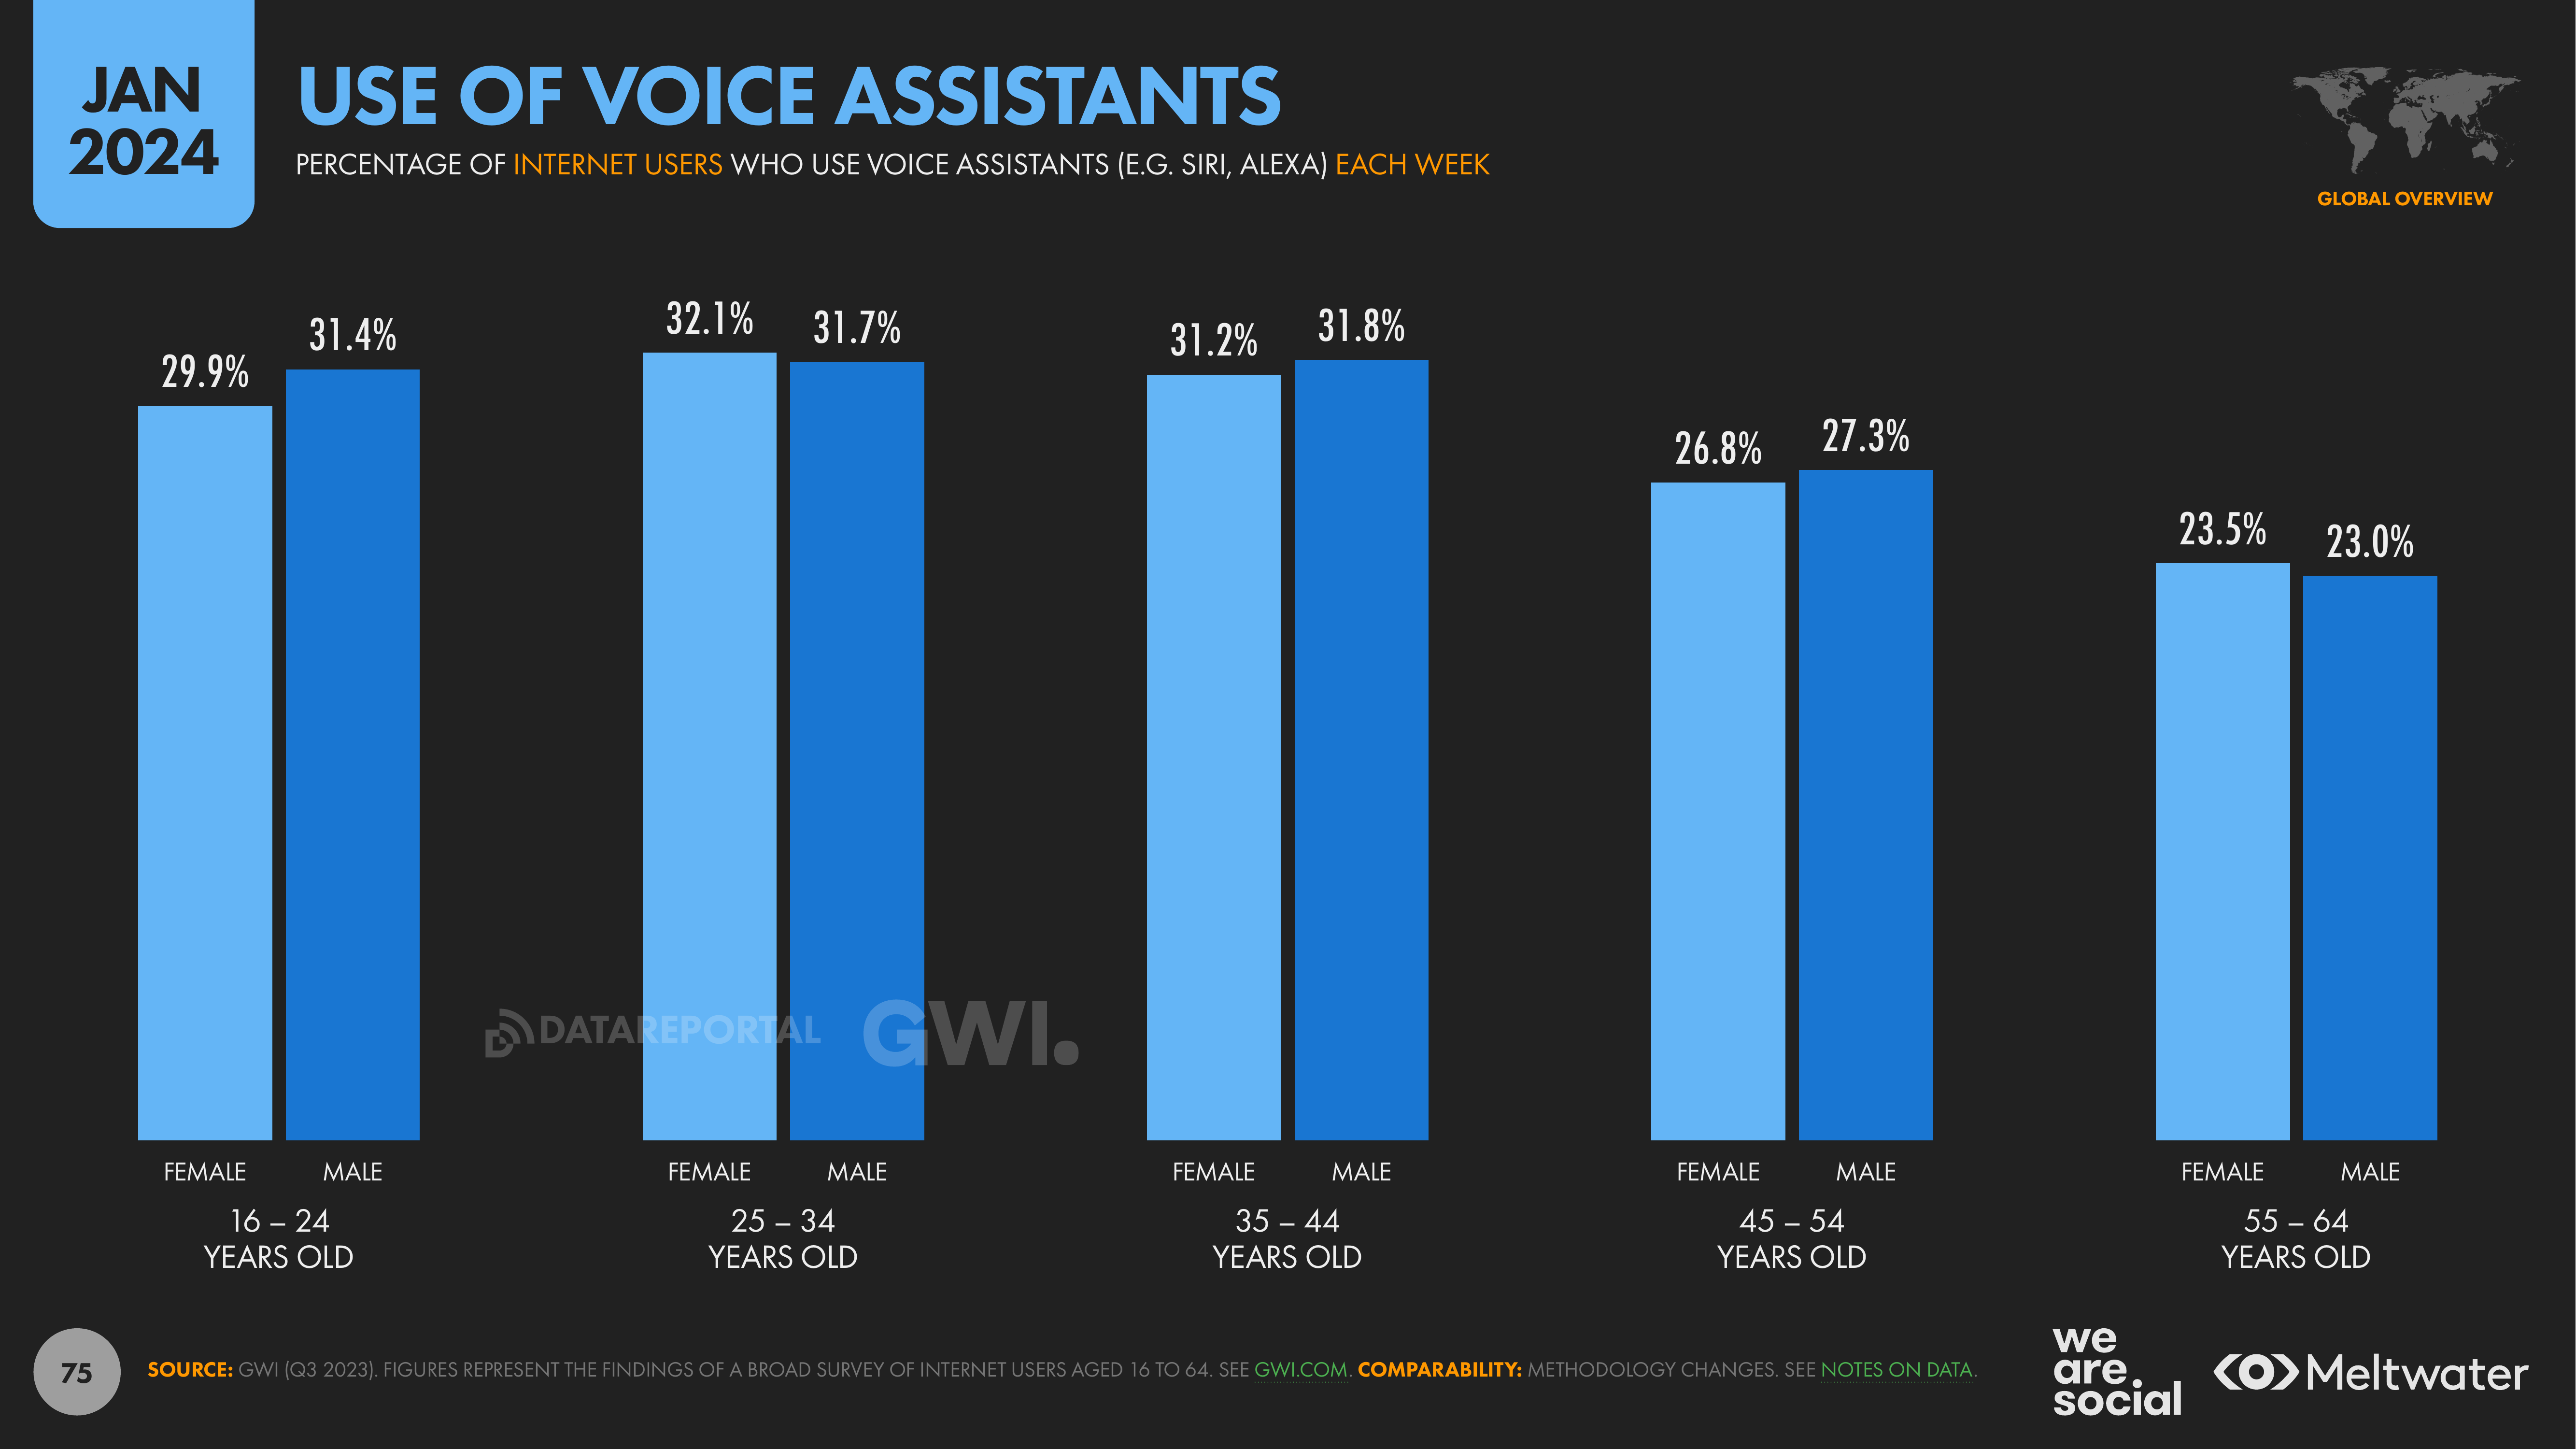 JAN
2024
USE OF VOICE ASSISTANTS
PERCENTAGE OF INTERNET USERS WHO USE VOICE ASSISTANTS (E.G. SIRI, ALEXA) EACH WEEK
GLOBAL OVERVIEW
29.9%
31.4%
32.1%
31.7%
31.2%
31.8%
26.8%
27.3%
23.5%
23.0%
DATAREPORTAL
GWI.
FEMALE MALE FEMALE MALE FEMALE MALE FEMALE MALE FEMALE MALE
16 – 24
YEARS OLD
25 – 34
YEARS OLD
35 – 44
YEARS OLD
45 – 54
YEARS OLD
55 – 64
YEARS OLD
75
SOURCE: GWI (Q3 2023). FIGURES REPRESENT THE FINDINGS OF A BROAD SURVEY OF INTERNET USERS AGED 16 TO 64. SEE GWI.COM. COMPARABILITY: METHODOLOGY CHANGES. SEE NOTES ON DATA.
we
are
social
Meltwater